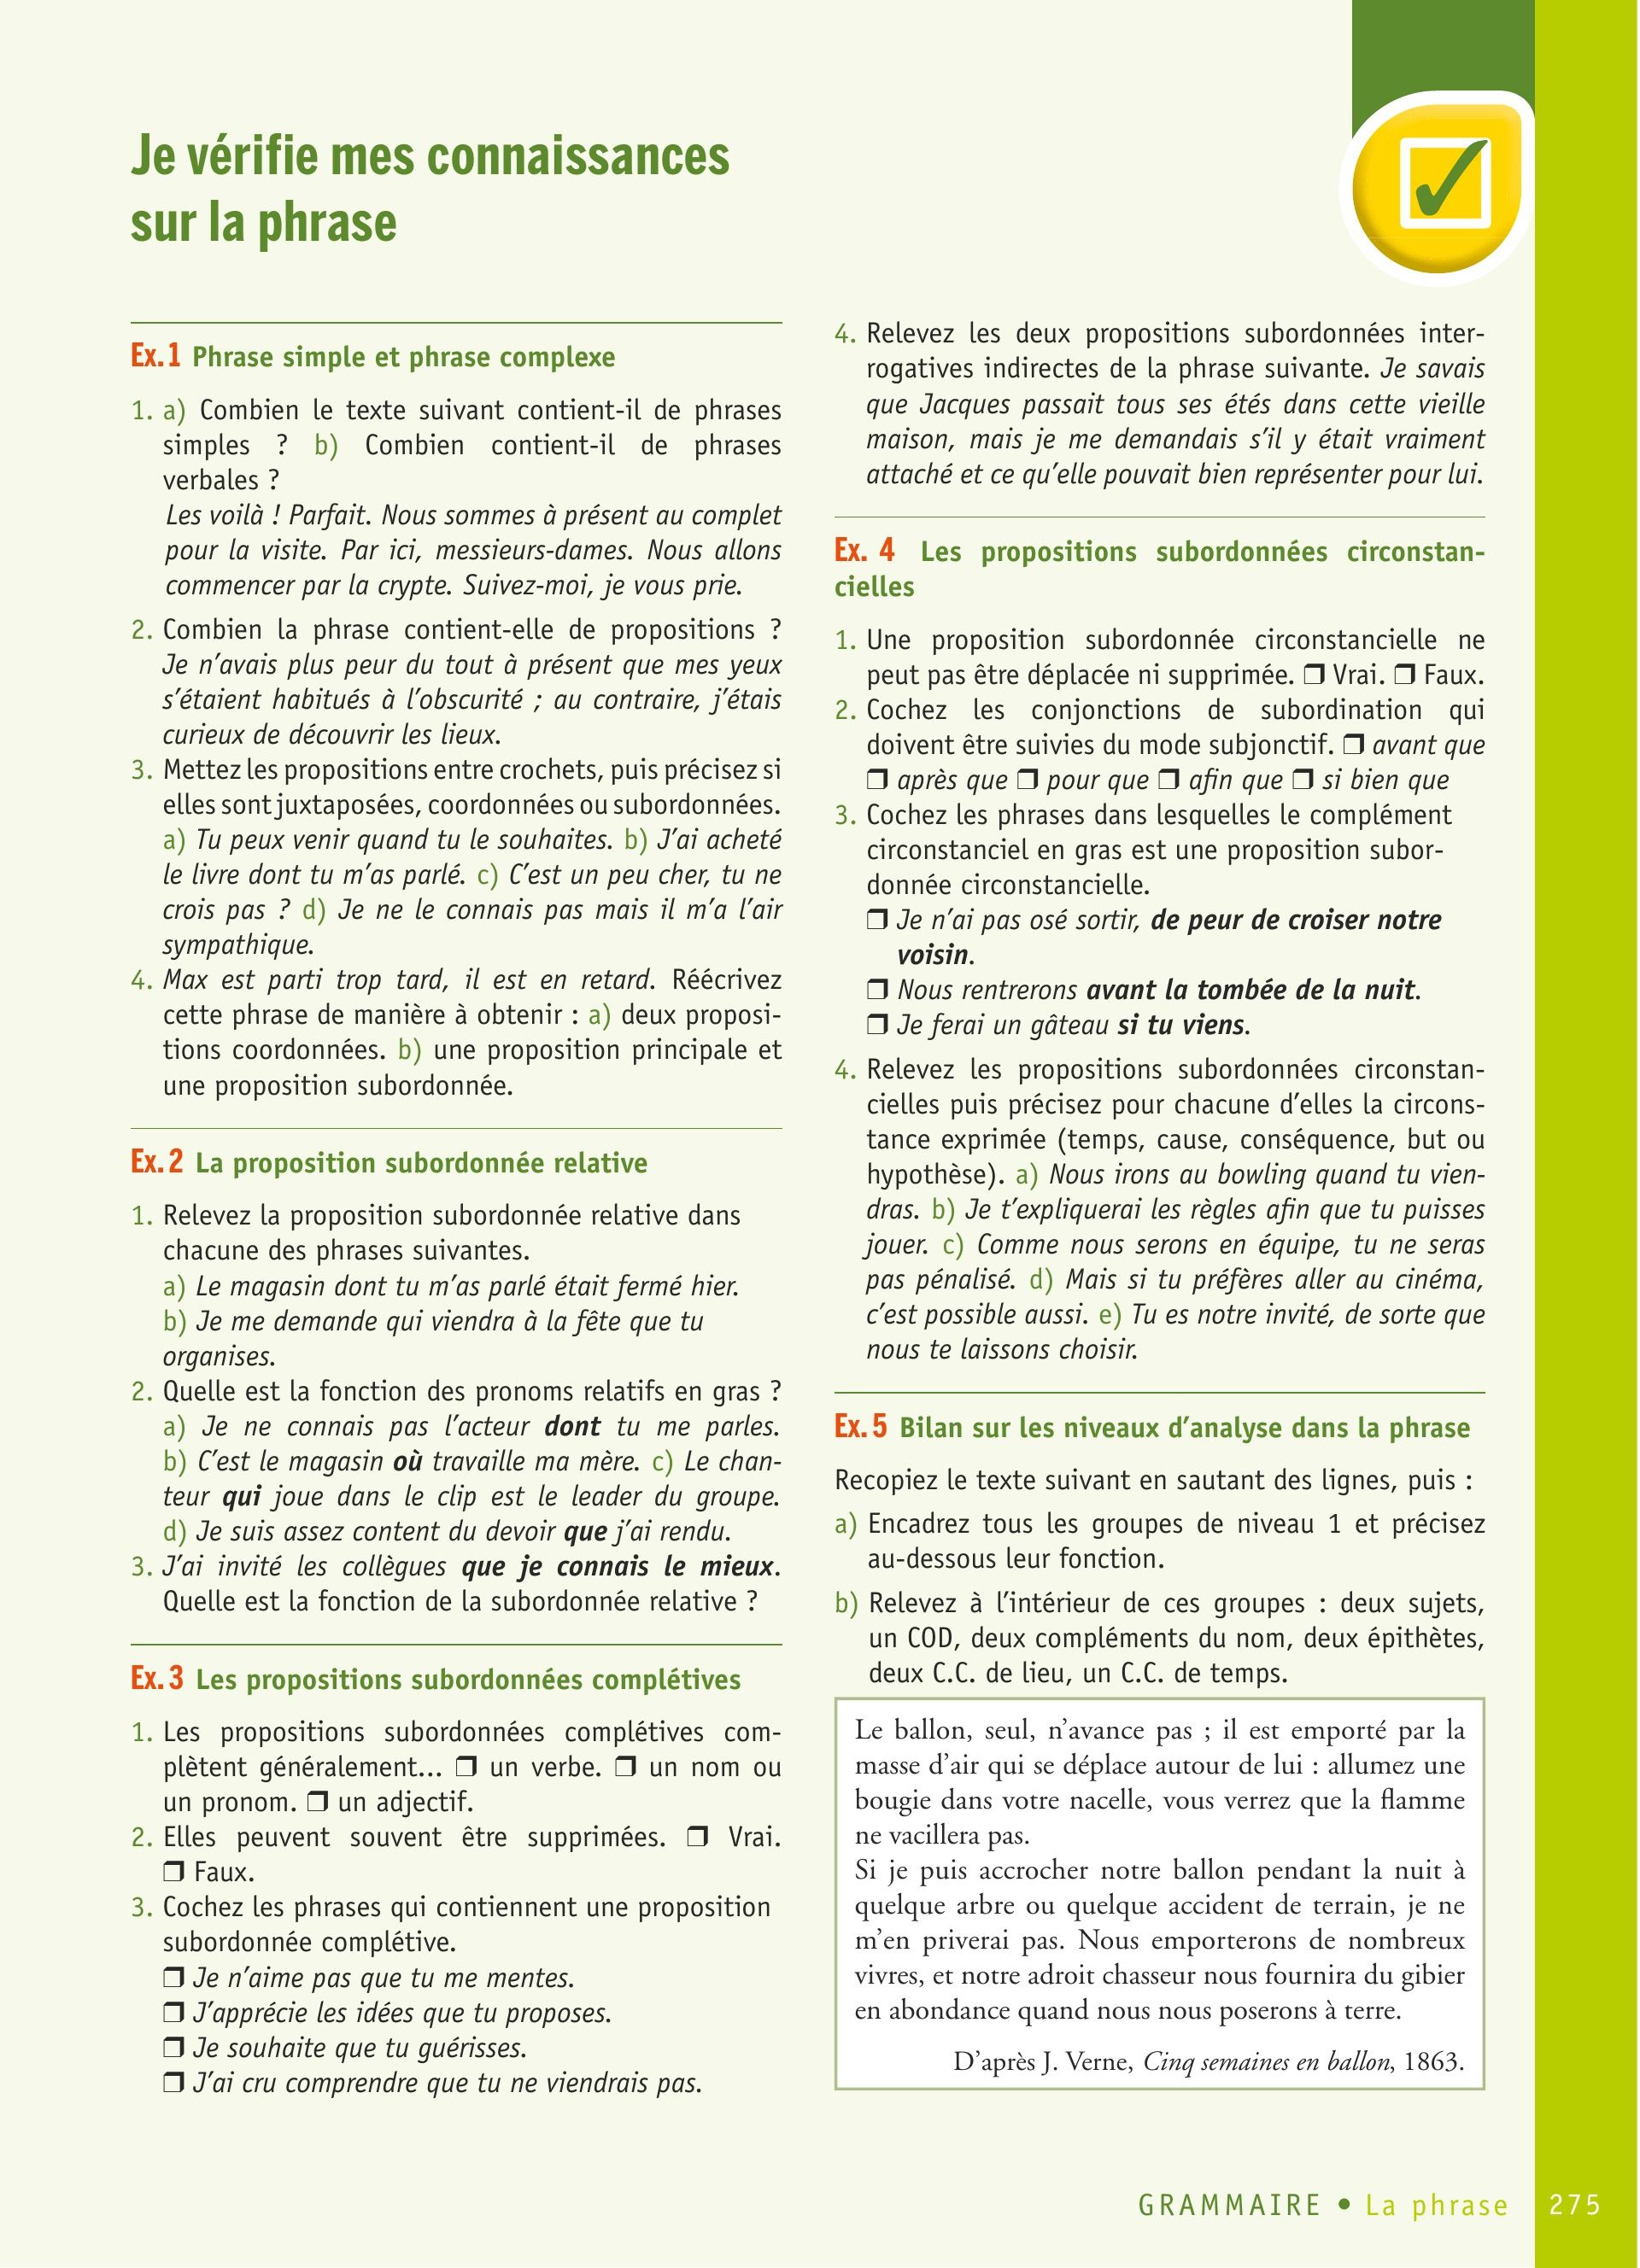 Je vérifie mes connaissances
sur la phrase
Ex. 1 Phrase simple et phrase complexe
1. a) Combien le texte suivant contient-il de phrases
simples ? b) Combien contient-il de phrases
verbales ?
Les voilà ! Parfait. Nous sommes à présent au complet
pour la visite. Par ici, messieurs-dames. Nous allons
commencer par la crypte. Suivez-moi, je vous prie.
2. Combien la phrase contient-elle de propositions ?
Je n’avais plus peur du tout à présent que mes yeux
s’étaient habitués à l’obscurité ; au contraire, j’étais
curieux de découvrir les lieux.
3. Mettez les propositions entre crochets, puis précisez si
elles sont juxtaposées, coordonnées ou subordonnées.
a) Tu peux venir quand tu le souhaites. b) J’ai acheté
le livre dont tu m’as parlé. c) C’est un peu cher, tu ne
crois pas ? d) Je ne le connais pas mais il m’a l’air
sympathique.
4. Max est parti trop tard, il est en retard. Réécrivez
cette phrase de manière à obtenir : a) deux proposi-
tions coordonnées. b) une proposition principale et
une proposition subordonnée.
Ex. 2 La proposition subordonnée relative
1. Relevez la proposition subordonnée relative dans
chacune des phrases suivantes.
a) Le magasin dont tu m’as parlé était fermé hier.
b) Je me demande qui viendra à la fête que tu
organises.
2. Quelle est la fonction des pronoms relatifs en gras ?
a) Je ne connais pas l’acteur dont tu me parles.
b) C’est le magasin où travaille ma mère. c) Le chan-
teur qui joue dans le clip est le leader du groupe.
d) Je suis assez content du devoir que j’ai rendu.
3. J’ai invité les collègues que je connais le mieux.
Quelle est la fonction de la subordonnée relative ?
Ex. 3 Les propositions subordonnées complétives
1. Les propositions subordonnées complétives com-
plètent généralement... ❒ un verbe. ❒ un nom ou
un pronom. ❒ un adjectif.
2. Elles peuvent souvent être supprimées. ❒ Vrai.
❒ Faux.
3. Cochez les phrases qui contiennent une proposition
subordonnée complétive.
❒ Je n’aime pas que tu me mentes.
❒ J’apprécie les idées que tu proposes.
❒ Je souhaite que tu guérisses.
❒ J’ai cru comprendre que tu ne viendrais pas.
4. Relevez les deux propositions subordonnées inter-
rogatives indirectes de la phrase suivante. Je savais
que Jacques passait tous ses étés dans cette vieille
maison, mais je me demandais s’il y était vraiment
attaché et ce qu’elle pouvait bien représenter pour lui.
Ex. 4 Les propositions subordonnées circonstan-
cielles
1. Une proposition subordonnée circonstancielle ne
peut pas être déplacée ni supprimée. ❒ Vrai. ❒ Faux.
2. Cochez les conjonctions de subordination qui
doivent être suivies du mode subjonctif. ❒ avant que
❒ après que ❒ pour que ❒ afin que ❒ si bien que
3. Cochez les phrases dans lesquelles le complément
circonstanciel en gras est une proposition subor-
donnée circonstancielle.
❒ Je n’ai pas osé sortir, de peur de croiser notre
voisin.
❒ Nous rentrerons avant la tombée de la nuit.
❒ Je ferai un gâteau si tu viens.
4. Relevez les propositions subordonnées circonstan-
cielles puis précisez pour chacune d’elles la circons-
tance exprimée (temps, cause, conséquence, but ou
hypothèse). a) Nous irons au bowling quand tu vien-
dras. b) Je t’expliquerai les règles afin que tu puisses
jouer. c) Comme nous serons en équipe, tu ne seras
pas pénalisé. d) Mais si tu préfères aller au cinéma,
c’est possible aussi. e) Tu es notre invité, de sorte que
nous te laissons choisir.
Ex. 5 Bilan sur les niveaux d’analyse dans la phrase
Recopiez le texte suivant en sautant des lignes, puis :
a) Encadrez tous les groupes de niveau 1 et précisez
au-dessous leur fonction.
b) Relevez à l’intérieur de ces groupes : deux sujets,
un COD, deux compléments du nom, deux épithètes,
deux C.C. de lieu, un C.C. de temps.
Le ballon, seul, n’avance pas ; il est emporté par la
masse d’air qui se déplace autour de lui : allumez une
bougie dans votre nacelle, vous verrez que la flamme
ne vacillera pas.
Si je puis accrocher notre ballon pendant la nuit à
quelque arbre ou quelque accident de terrain, je ne
m’en priverai pas. Nous emporterons de nombreux
vivres, et notre adroit chasseur nous fournira du gibier
en abondance quand nous nous poserons à terre.
D’après J. Verne, Cinq semaines en ballon, 1863.
GRAMMAIRE • La phrase 275